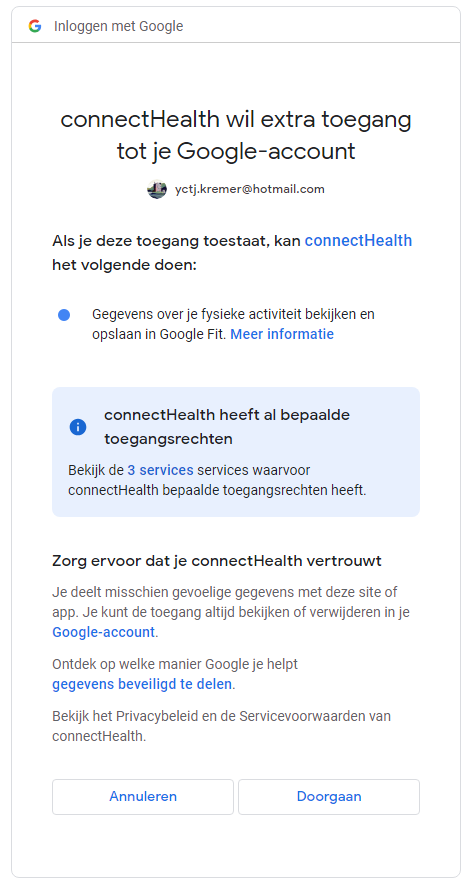 Inloggen met Google
connectHealth wil extra toegang
tot je Google-account
yctj.kremer@hotmail.com
Als je deze toegang toestaat, kan connectHealth
het volgende doen:
Gegevens over je fysieke activiteit bekijken en
opslaan in Google Fit. Meer informatie
connectHealth heeft al bepaalde
toegangsrechten
Bekijk de 3 services services waarvoor
connectHealth bepaalde toegangsrechten heeft.
Zorg ervoor dat je connectHealth vertrouwt
Je deelt misschien gevoelige gegevens met deze site of
app. Je kunt de toegang altijd bekijken of verwijderen in je
Google-account.
Ontdek op welke manier Google je helpt
gegevens beveiligd te delen.
Bekijk het Privacybeleid en de Servicevoorwaarden van
connectHealth.
Annuleren
Doorgaan